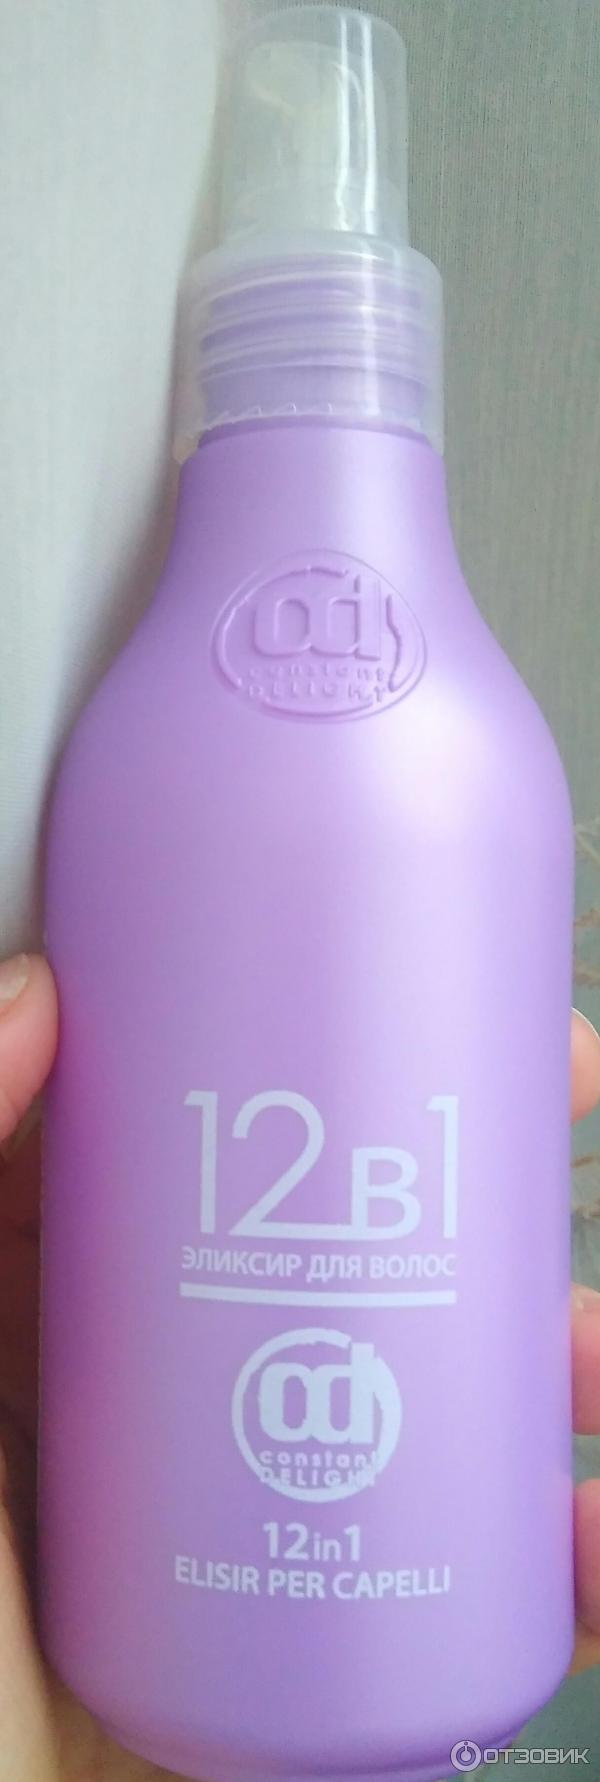 cd
constant
DELIGHT
12в1
ЭЛИКСИР ДЛЯ ВОЛОС
cd
constant
DELIGHT
12in1
ELISIR PER CAPELLI
ОТЗОВИК